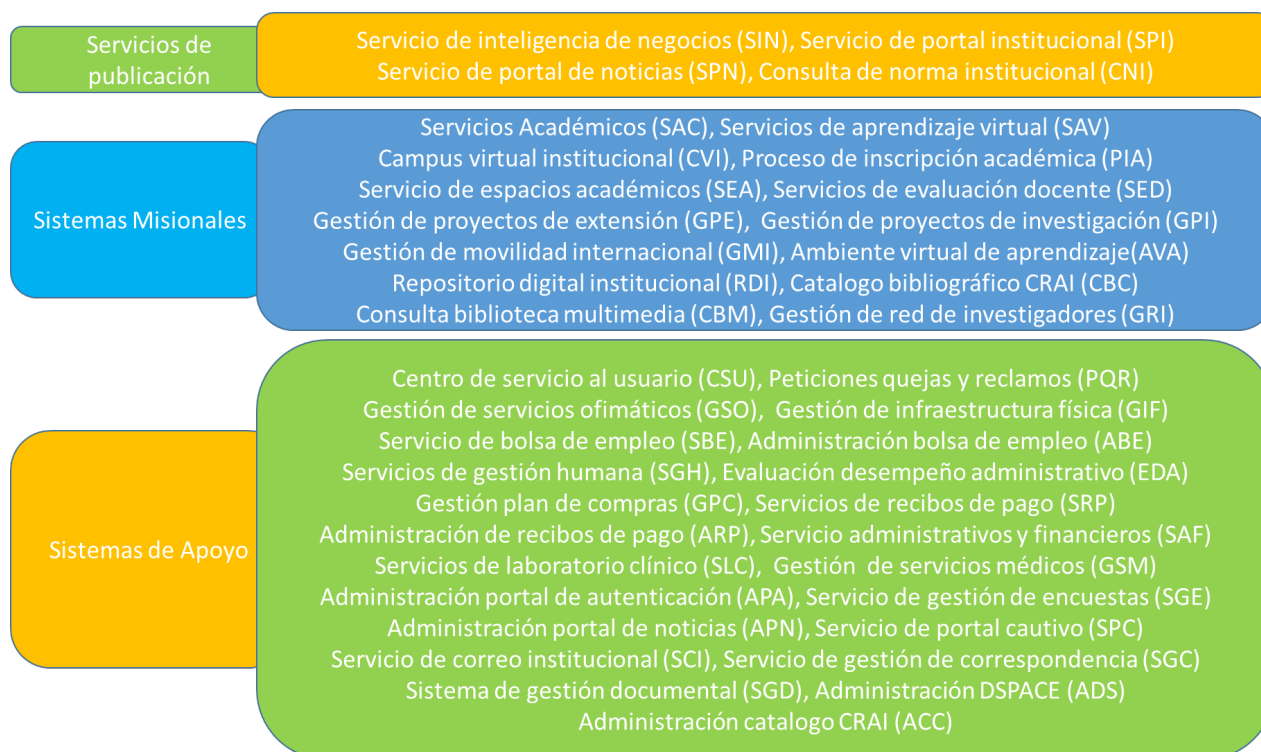 Servicios de
publicación
Servicio de inteligencia de negocios (SIN), Servicio de portal institucional (SPI)
Servicio de portal de noticias (SPN), Consulta de norma institucional (CNI)
Sistemas Misionales
Servicios Académicos (SAC), Servicios de aprendizaje virtual (SAV)
Campus virtual institucional (CVI), Proceso de inscripción académica (PIA)
Servicio de espacios académicos (SEA), Servicios de evaluación docente (SED)
Gestión de proyectos de extensión (GPE),  Gestión de proyectos de investigación (GPI)
Gestión de movilidad internacional (GMI), Ambiente virtual de aprendizaje(AVA)
Repositorio digital institucional (RDI), Catalogo bibliográfico CRAI (CBC)
Consulta biblioteca multimedia (CBM), Gestión de red de investigadores (GRI)
Sistemas de Apoyo
Centro de servicio al usuario (CSU), Peticiones quejas y reclamos (PQR)
Gestión de servicios ofimáticos (GSO),  Gestión de infraestructura física (GIF)
Servicio de bolsa de empleo (SBE), Administración bolsa de empleo (ABE)
Servicios de gestión humana (SGH), Evaluación desempeño administrativo (EDA)
Gestión plan de compras (GPC), Servicios de recibos de pago (SRP)
Administración de recibos de pago (ARP), Servicio administrativos y financieros (SAF)
Servicios de laboratorio clínico (SLC),  Gestión  de servicios médicos (GSM)
Administración portal de autenticación (APA), Servicio de gestión de encuestas (SGE)
Administración portal de noticias (APN), Servicio de portal cautivo (SPC)
Servicio de correo institucional (SCI), Servicio de gestión de correspondencia (SGC)
Sistema de gestión documental (SGD), Administración DSPACE (ADS)
Administración catalogo CRAI (ACC)